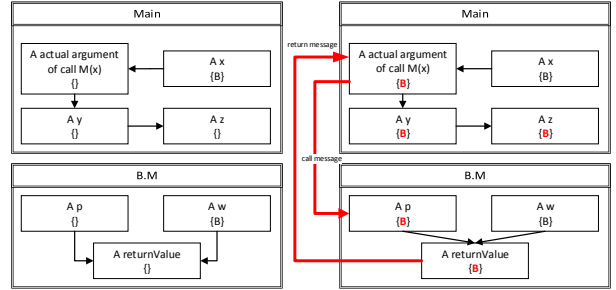 Main
A actual argument
of call M(x)
{}
A x
{B}
A y
{}
A z
{}
B.M
A p
{}
A w
{B}
A returnValue
{}
return message
call message
Main
A actual argument
of call M(x)
{B}
A x
{B}
A y
{B}
A z
{B}
B.M
A p
{B}
A w
{B}
A returnValue
{B}